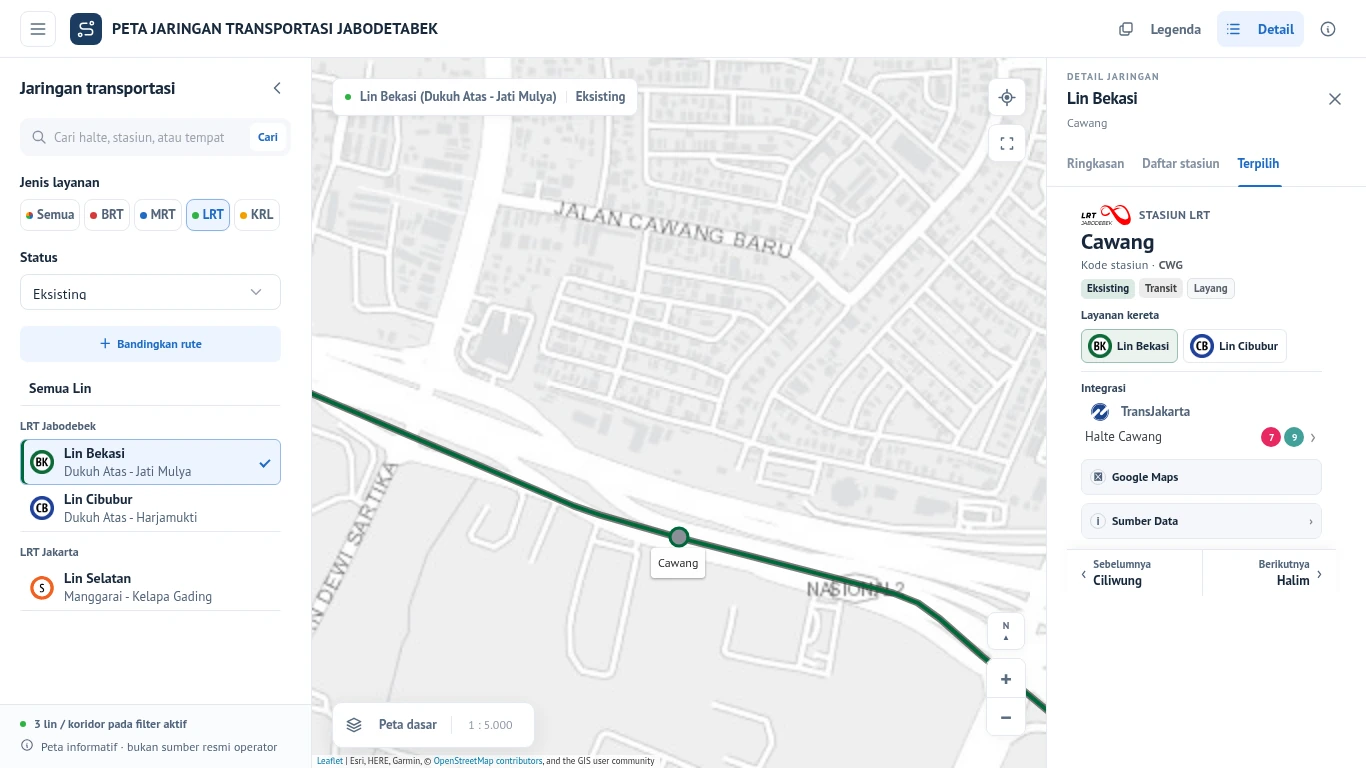 PETA JARINGAN TRANSPORTASI JABODETABEK
Legenda
Detail
Jaringan transportasi
Cari halte, stasiun, atau tempat
Cari
Jenis layanan
Semua
BRT
MRT
LRT
KRL
Status
Eksisting
+ Bandingkan rute
Semua Lin
LRT Jabodebek
BK
Lin Bekasi
Dukuh Atas - Jati Mulya
CB
Lin Cibubur
Dukuh Atas - Harjamukti
LRT Jakarta
S
Lin Selatan
Manggarai - Kelapa Gading
3 lin / koridor pada filter aktif
Peta informatif · bukan sumber resmi operator
Lin Bekasi (Dukuh Atas - Jati Mulya)
Eksisting
JALAN CAWANG BARU
N DEWI SARTIKA
Cawang
NASIONAL 2
N
+
−
Peta dasar
1 : 5.000
Leaflet | Esri, HERE, Garmin, © OpenStreetMap contributors, and the GIS user community
DETAIL JARINGAN
Lin Bekasi
Cawang
Ringkasan
Daftar stasiun
Terpilih
LRT
JABODEBEK
STASIUN LRT
Cawang
Kode stasiun · CWG
Eksisting
Transit
Layang
Layanan kereta
BK
Lin Bekasi
CB
Lin Cibubur
Integrasi
TransJakarta
Halte Cawang
7
9
Google Maps
Sumber Data
Sebelumnya
Ciliwung
Berikutnya
Halim